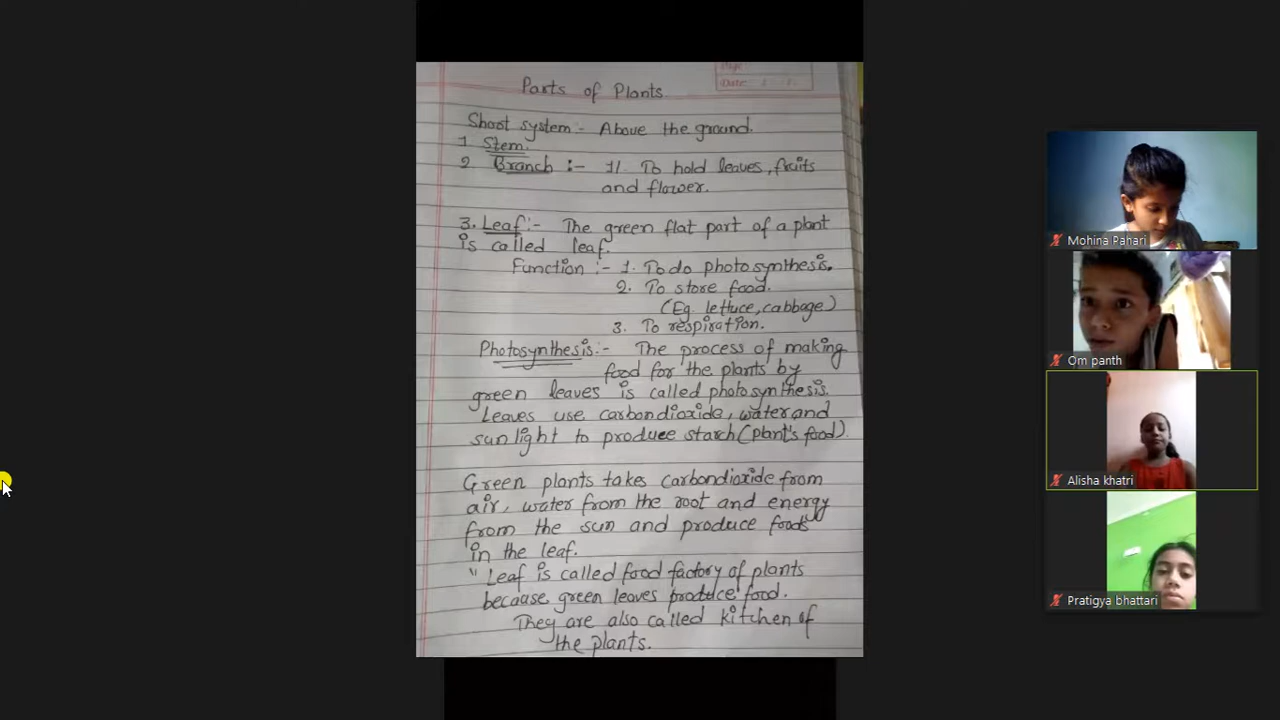 Page
Date
Parts of Plants
Shoot system:- Above the ground.
1 Stem.
2 Branch :- 1). To hold leaves, fruits
and flower.
3. Leaf:- The green flat part of a plant
is called leaf.
Function :- 1. To do photosynthesis.
2. To store food.
(Eg. lettuce, cabbage)
3. To respiration.
Photosynthesis:- The process of making
food for the plants by
green leaves is called photosynthesis.
Leaves use carbondioxide, water and
sunlight to produce starch (plant's food).
Green plants takes carbondioxide from
air, water from the root and energy
from the sun and produce foods
in the leaf.
" Leaf is called food factory of plants
because green leaves produce food.
They are also called kitchen of
the plants.
Mohina Pahari
Om panth
Alisha khatri
Pratigya bhattari